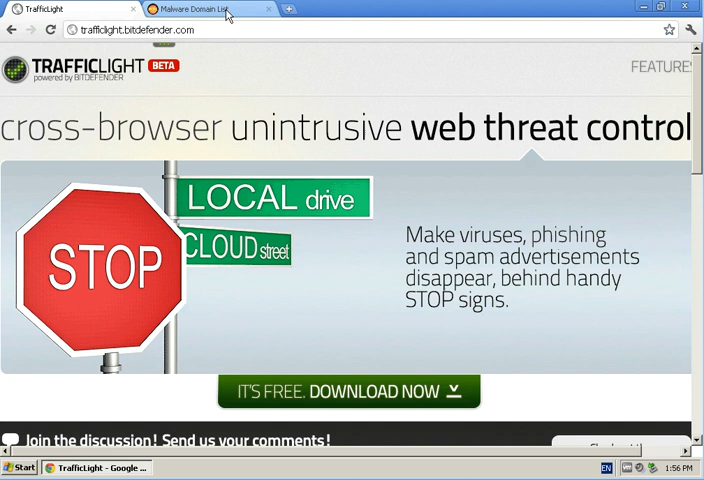 TrafficLight
Malware Domain List
trafficlight.bitdefender.com
TRAFFICLIGHT BETA
powered by BITDEFENDER
FEATURES
cross-browser unintrusive web threat control
LOCAL drive
CLOUD street
STOP
Make viruses, phishing
and spam advertisements
disappear, behind handy
STOP signs.
IT'S FREE. DOWNLOAD NOW
Join the discussion! Send us your comments!
Start
TrafficLight - Google ...
EN
1:56 PM